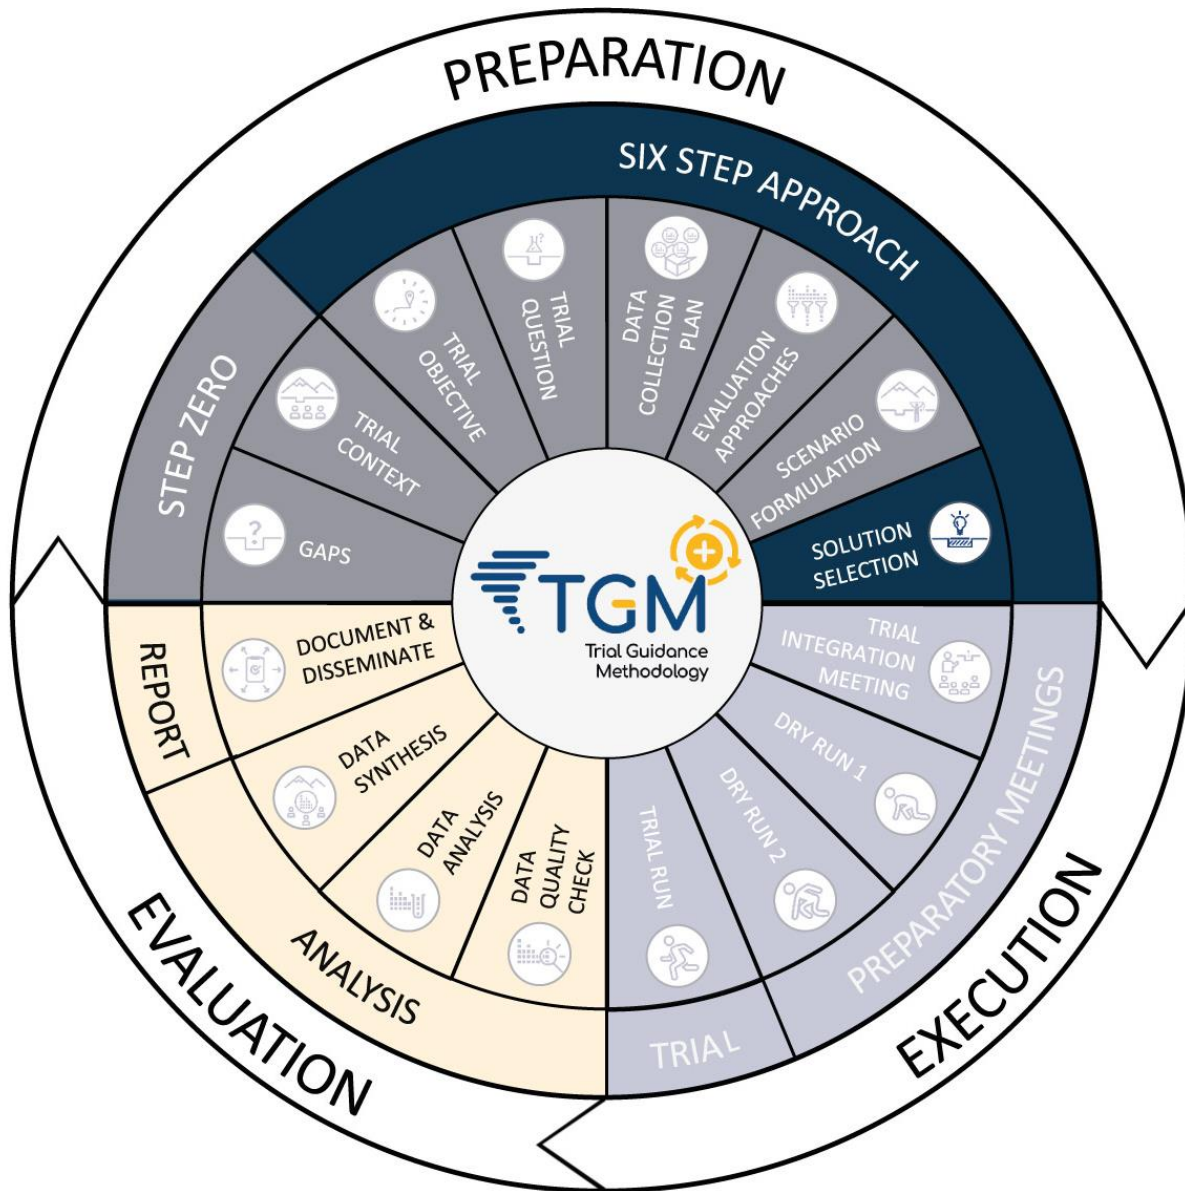 PREPARATION
SIX STEP APPROACH
STEP ZERO
GAPS
TRIAL
CONTEXT
TRIAL
OBJECTIVE
TRIAL
QUESTION
DATA
COLLECTION
PLAN
EVALUATION
APPROACHES
SCENARIO
FORMULATION
SOLUTION
SELECTION
TRIAL
INTEGRATION
MEETING
DRY RUN 1
DRY RUN 2
TRIAL RUN
PREPARATORY MEETINGS
TRIAL
EXECUTION
DATA
QUALITY
CHECK
DATA
ANALYSIS
DATA
SYNTHESIS
DOCUMENT &
DISSEMINATE
ANALYSIS
REPORT
EVALUATION
TGM
Trial Guidance
Methodology